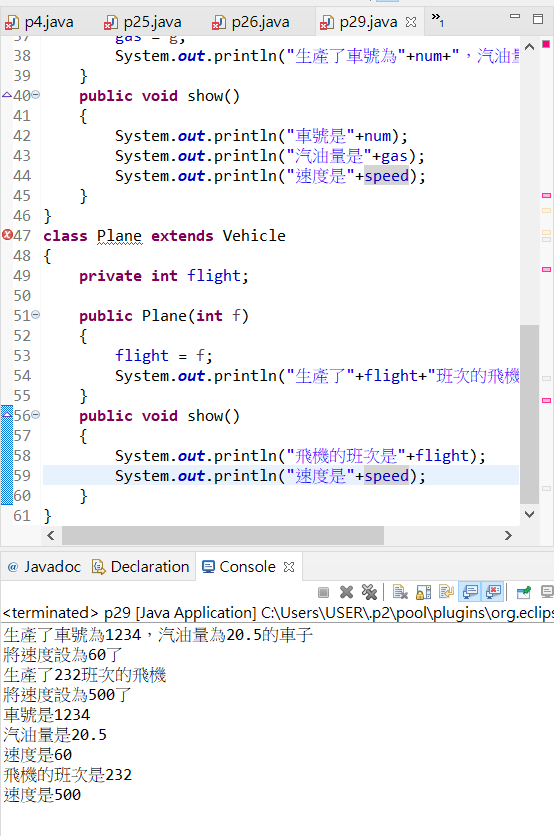 p4.java p25.java p26.java p29.java »1
37 gas = g;
38 System.out.println("生產了車號為"+num+"，汽油量
39 }
40 public void show()
41 {
42 System.out.println("車號是"+num);
43 System.out.println("汽油量是"+gas);
44 System.out.println("速度是"+speed);
45 }
46 }
47 class Plane extends Vehicle
48 {
49 private int flight;
50
51 public Plane(int f)
52 {
53 flight = f;
54 System.out.println("生產了"+flight+"班次的飛機
55 }
56 public void show()
57 {
58 System.out.println("飛機的班次是"+flight);
59 System.out.println("速度是"+speed);
60 }
61 }
@ Javadoc Declaration Console
<terminated> p29 [Java Application] C:\Users\USER\.p2\pool\plugins\org.eclips
生產了車號為1234，汽油量為20.5的車子
將速度設為60了
生產了232班次的飛機
將速度設為500了
車號是1234
汽油量是20.5
速度是60
飛機的班次是232
速度是500